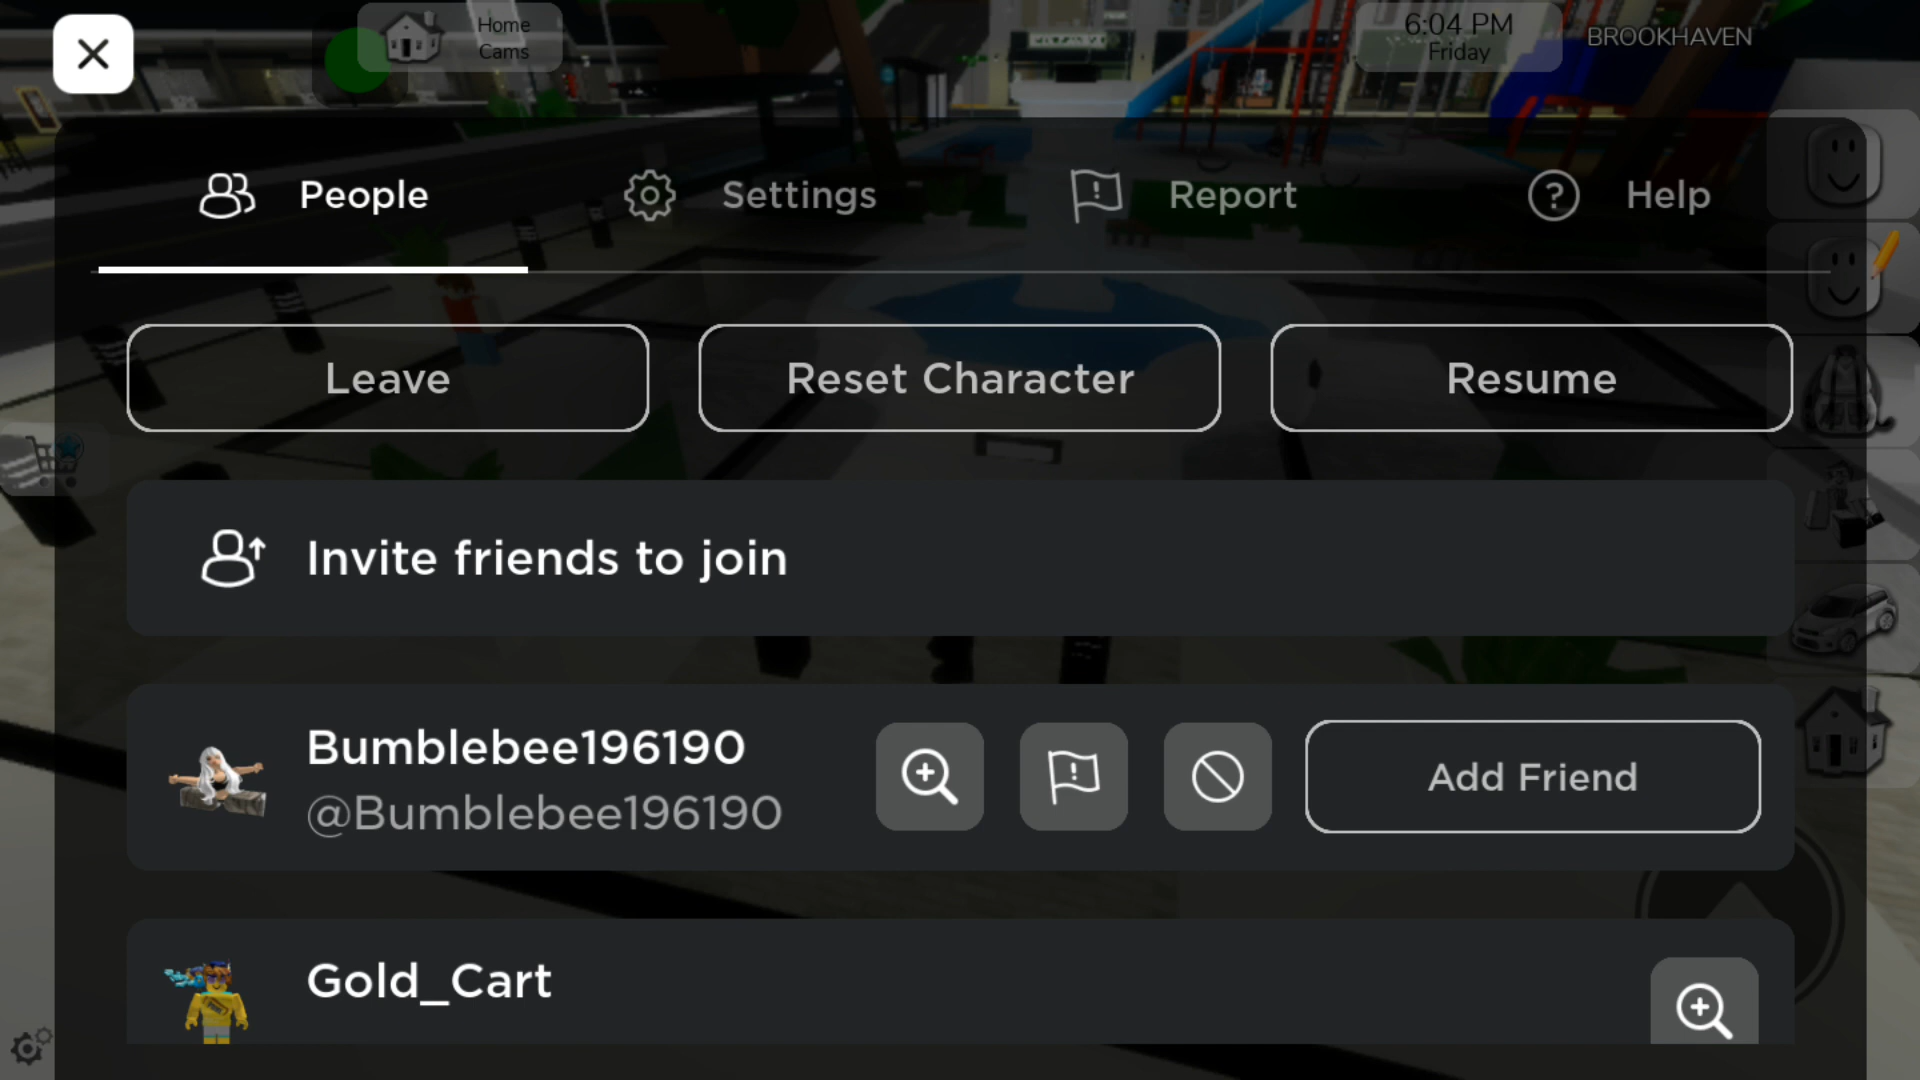 Home
Cams
6:04 PM
Friday
BROOKHAVEN
People
Settings
Report
Help
Leave
Reset Character
Resume
Invite friends to join
Bumblebee196190
@Bumblebee196190
Add Friend
Gold_Cart